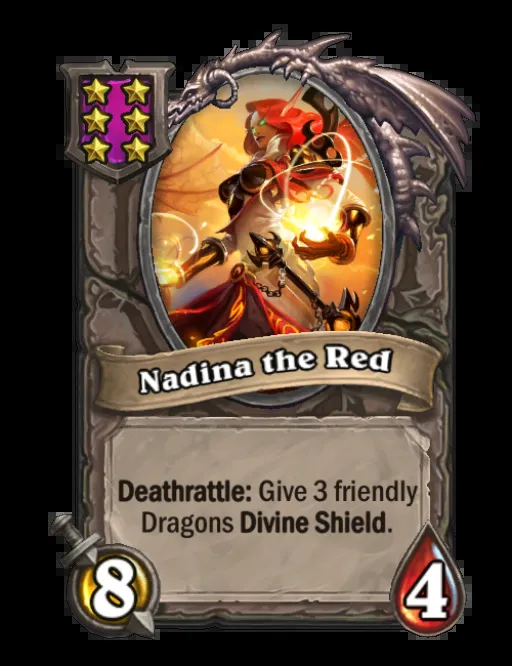 Nadina the Red
Deathrattle: Give 3 friendly
Dragons Divine Shield.
8
4